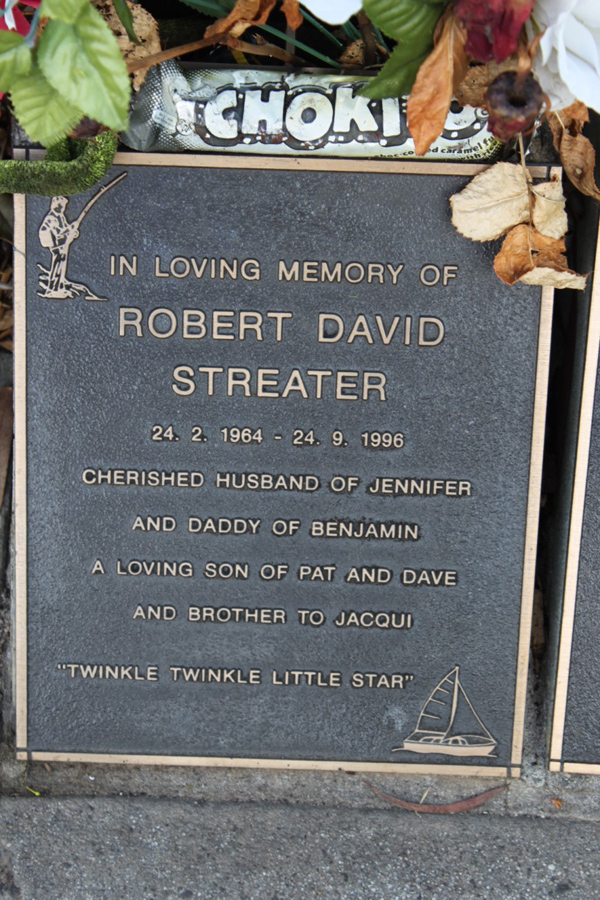 CHOKITO
IN LOVING MEMORY OF
ROBERT DAVID
STREATER
24. 2. 1964 - 24. 9. 1996
CHERISHED HUSBAND OF JENNIFER
AND DADDY OF BENJAMIN
A LOVING SON OF PAT AND DAVE
AND BROTHER TO JACQUI
"TWINKLE TWINKLE LITTLE STAR"